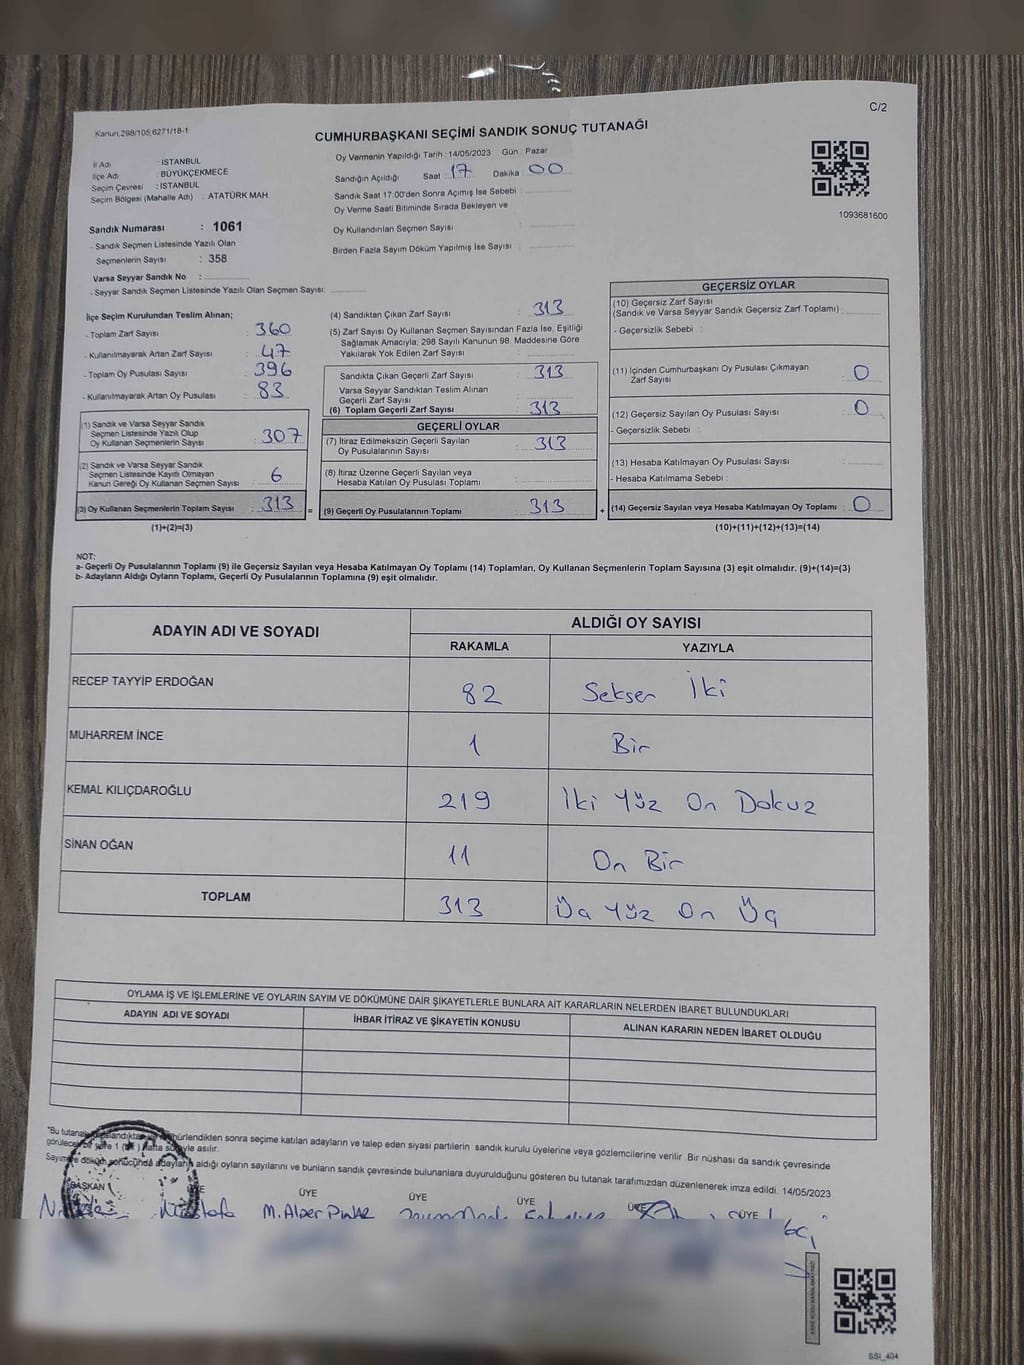 C/2
Kanun,298/105,6271/18-1
CUMHURBAŞKANI SEÇİMİ SANDIK SONUÇ TUTANAĞI
İl Adı : İSTANBUL
İlçe Adı : BÜYÜKÇEKMECE
Seçim Çevresi : İSTANBUL
Seçim Bölgesi (Mahalle Adı) : ATATÜRK MAH.
Oy Vermenin Yapıldığı Tarih : 14/05/2023 Gün : Pazar
Sandığın Açıldığı Saat : 17 Dakika : 00
Sandık Saat 17:00'den Sonra Açımış İse Sebebi :
Oy Verme Saati Bitiminde Sırada Bekleyen ve
Oy Kullandırılan Seçmen Sayısı :
Birden Fazla Sayım Döküm Yapılmış İse Sayısı :
1093681600
Sandık Numarası : 1061
- Sandık Seçmen Listesinde Yazılı Olan
Seçmenlerin Sayısı : 358
Varsa Seyyar Sandık No :
- Seyyar Sandık Seçmen Listesinde Yazılı Olan Seçmen Sayısı:
İlçe Seçim Kurulundan Teslim Alınan;
- Toplam Zarf Sayısı : 360
- Kullanılmayarak Artan Zarf Sayısı : 47
- Toplam Oy Pusulası Sayısı : 396
- Kullanılmayarak Artan Oy Pusulası : 83
(1) Sandık ve Varsa Seyyar Sandık
Seçmen Listesinde Yazılı Olup
Oy Kullanan Seçmenlerin Sayısı : 307
(2) Sandık ve Varsa Seyyar Sandık
Seçmen Listesinde Kayıtlı Olmayan
Kanun Gereği Oy Kullanan Seçmen Sayısı : 6
(3) Oy Kullanan Seçmenlerin Toplam Sayısı : 313
(1)+(2)=(3)
(4) Sandıktan Çıkan Zarf Sayısı : 313
(5) Zarf Sayısı Oy Kullanan Seçmen Sayısından Fazla İse, Eşitliği
Sağlamak Amacıyla; 298 Sayılı Kanunun 98. Maddesine Göre
Yakılarak Yok Edilen Zarf Sayısı :
Sandıkta Çıkan Geçerli Zarf Sayısı : 313
Varsa Seyyar Sandıktan Teslim Alınan
Geçerli Zarf Sayısı :
(6) Toplam Geçerli Zarf Sayısı : 313
GEÇERLİ OYLAR
(7) İtiraz Edilmeksizin Geçerli Sayılan
Oy Pusulalarının Sayısı : 313
(8) İtiraz Üzerine Geçerli Sayılan veya
Hesaba Katılan Oy Pusulası Toplamı :
= (9) Geçerli Oy Pusulalarının Toplamı : 313 +
GEÇERSİZ OYLAR
(10) Geçersiz Zarf Sayısı
(Sandık ve Varsa Seyyar Sandık Geçersiz Zarf Toplamı) :
- Geçersizlik Sebebi :
(11) İçinden Cumhurbaşkanı Oy Pusulası Çıkmayan
Zarf Sayısı : 0
(12) Geçersiz Sayılan Oy Pusulası Sayısı : 0
- Geçersizlik Sebebi :
(13) Hesaba Katılmayan Oy Pusulası Sayısı :
- Hesaba Katılmama Sebebi :
(14) Geçersiz Sayılan veya Hesaba Katılmayan Oy Toplamı : 0
(10)+(11)+(12)+(13)=(14)
NOT:
a- Geçerli Oy Pusulalarının Toplamı (9) ile Geçersiz Sayılan veya Hesaba Katılmayan Oy Toplamı (14) Toplamları, Oy Kullanan Seçmenlerin Toplam Sayısına (3) eşit olmalıdır. (9)+(14)=(3)
b- Adayların Aldığı Oyların Toplamı, Geçerli Oy Pusulalarının Toplamına (9) eşit olmalıdır.
ADAYIN ADI VE SOYADI
ALDIĞI OY SAYISI
RAKAMLA YAZIYLA
RECEP TAYYİP ERDOĞAN 82 Seksen İki
MUHARREM İNCE 1 Bir
KEMAL KILIÇDAROĞLU 219 İki Yüz On Dokuz
SİNAN OĞAN 11 On Bir
TOPLAM 313 Üç Yüz On Üç
OYLAMA İŞ VE İŞLEMLERİNE VE OYLARIN SAYIM VE DÖKÜMÜNE DAİR ŞİKAYETLERLE BUNLARA AİT KARARLARIN NELERDEN İBARET BULUNDUKLARI
ADAYIN ADI VE SOYADI İHBAR İTİRAZ VE ŞİKAYETİN KONUSU ALINAN KARARIN NEDEN İBARET OLDUĞU
"Bu tutanak sonra seçime katılan adayların ve talep eden siyasi partilerin sandık kurulu üyelerine veya gözlemcilerine verilir. Bir nüshası da sandık çevresinde
görülecek bir yere 1 hafta süreyle asılır.
Sayım ve döküm sonucunda adayların aldığı oyların sayılarını ve bunların sandık çevresinde bulunanlara duyurulduğunu gösteren bu tutanak tarafımızdan düzenlenerek imza edildi. 14/05/2023
BAŞKAN ÜYE ÜYE ÜYE ÜYE ÜYE ÜYE
Mustafa M.Alper
SSI_404